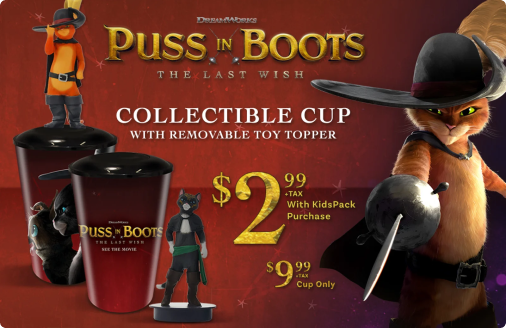 DREAMWORKS
PUSS IN BOOTS
THE LAST WISH
COLLECTIBLE CUP
WITH REMOVABLE TOY TOPPER
$2.99
+TAX
With KidsPack
Purchase
$9.99
+TAX
Cup Only
DREAMWORKS
PUSS IN BOOTS
THE LAST WISH
SEE THE MOVIE